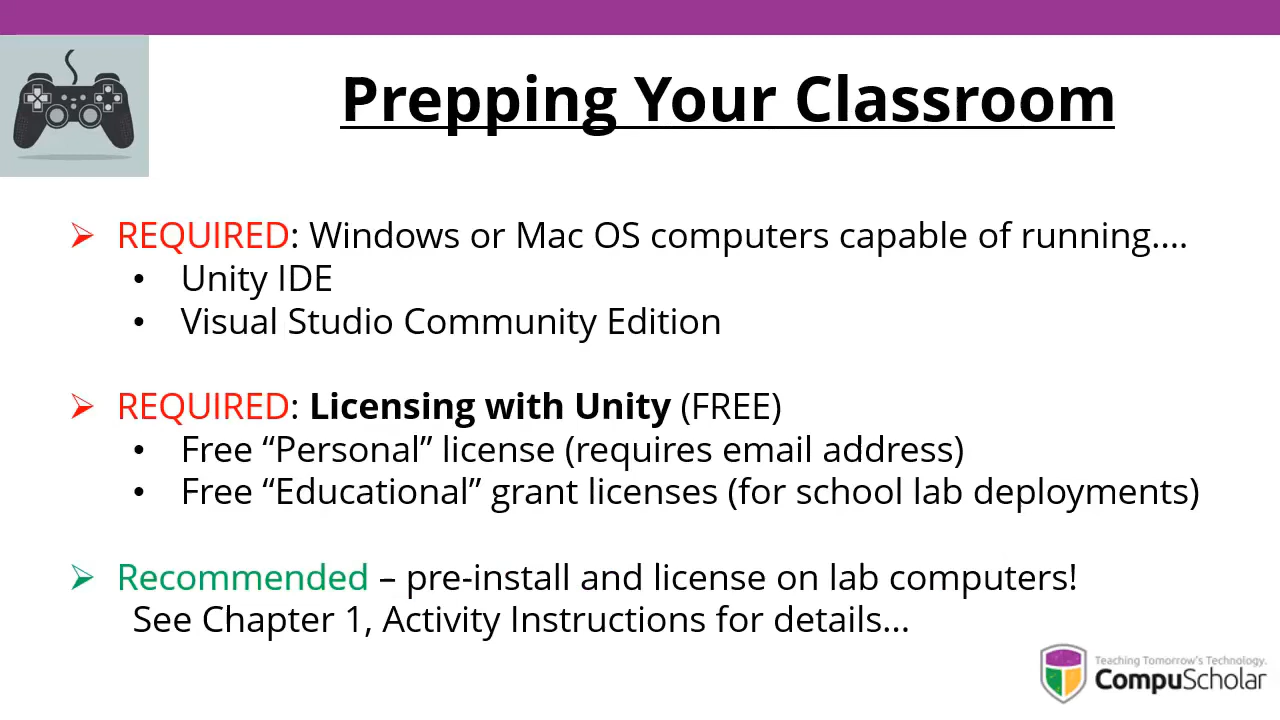 Prepping Your Classroom
➢ REQUIRED: Windows or Mac OS computers capable of running....
• Unity IDE
• Visual Studio Community Edition
➢ REQUIRED: Licensing with Unity (FREE)
• Free “Personal” license (requires email address)
• Free “Educational” grant licenses (for school lab deployments)
➢ Recommended – pre-install and license on lab computers!
See Chapter 1, Activity Instructions for details...
Teaching Tomorrow's Technology.
CompuScholar